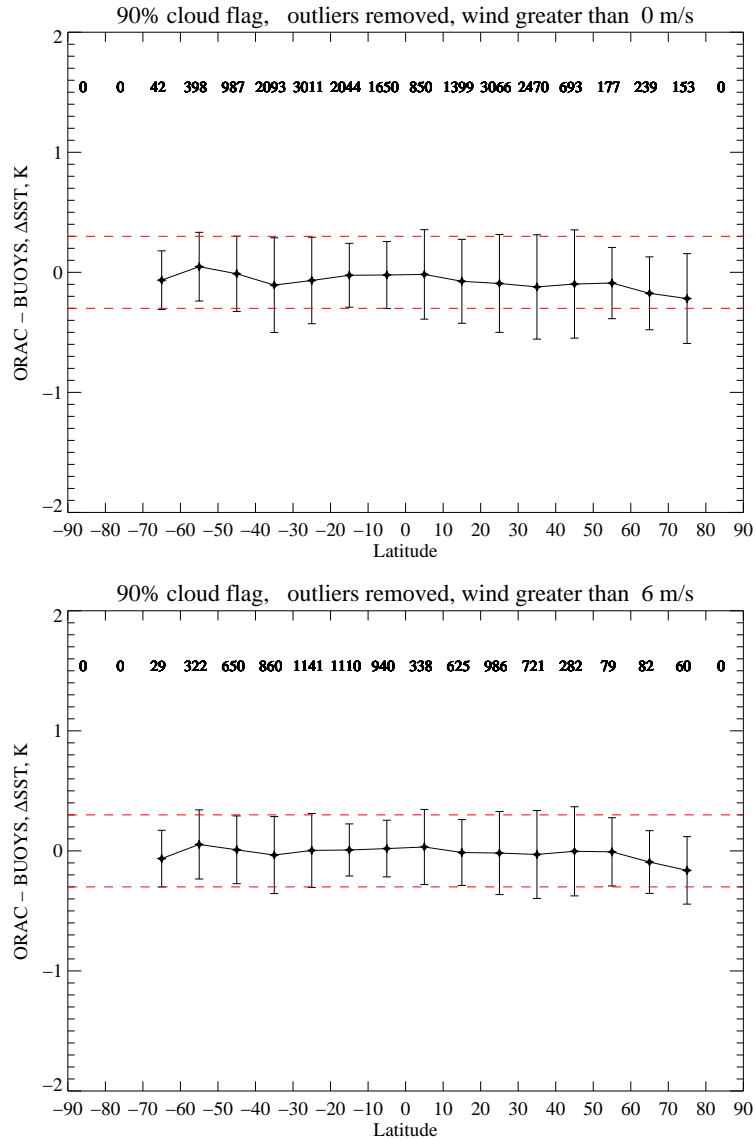 90% cloud flag, outliers removed, wind greater than 0 m/s
2
0 0 42 398 987 2093 3011 2044 1650 850 1399 3066 2470 693 177 239 153 0
1
0
−1
−2
ORAC − BUOYS, ΔSST, K
−90 −80 −70 −60 −50 −40 −30 −20 −10 0 10 20 30 40 50 60 70 80 90
Latitude
90% cloud flag, outliers removed, wind greater than 6 m/s
2
0 0 29 322 650 860 1141 1110 940 338 625 986 721 282 79 82 60 0
1
0
−1
−2
ORAC − BUOYS, ΔSST, K
−90 −80 −70 −60 −50 −40 −30 −20 −10 0 10 20 30 40 50 60 70 80 90
Latitude